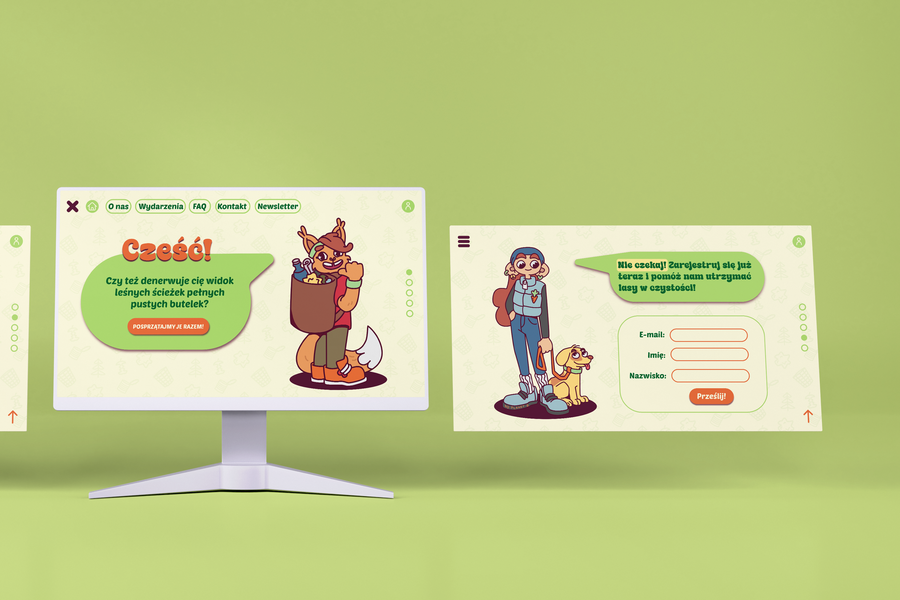 O nas Wydarzenia FAQ Kontakt Newsletter
Cześć!
Czy też denerwuje cię widok
leśnych ścieżek pełnych
pustych butelek?
POSPRZĄTAJMY JE RAZEM!
Nie czekaj! Zarejestruj się już
teraz i pomóż nam utrzymać
lasy w czystości!
E-mail:
Imię:
Nazwisko:
Prześlij!